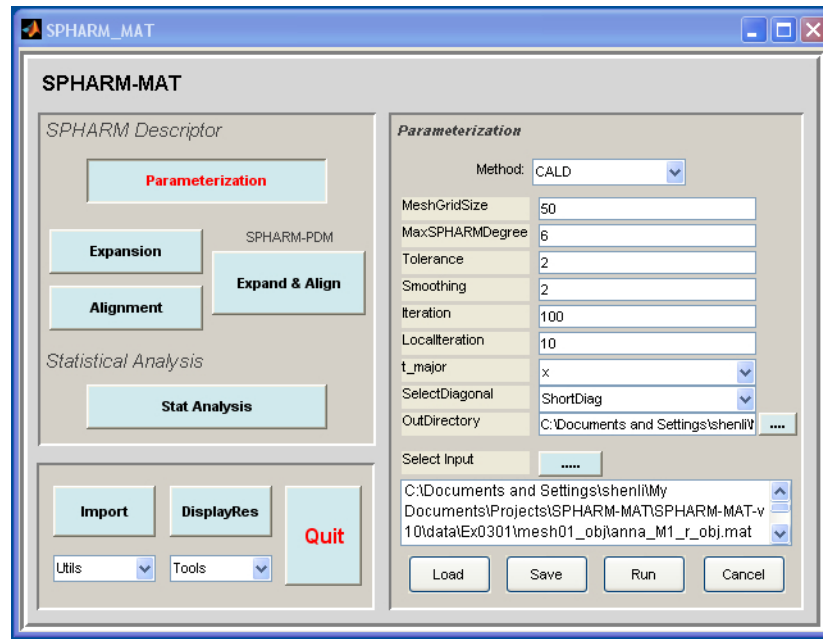 SPHARM_MAT
SPHARM-MAT
SPHARM Descriptor
Parameterization
Expansion
SPHARM-PDM
Expand & Align
Alignment
Statistical Analysis
Stat Analysis
Import
DisplayRes
Quit
Utils
Tools
Parameterization
Method: CALD
MeshGridSize 50
MaxSPHARMDegree 6
Tolerance 2
Smoothing 2
Iteration 100
LocalIteration 10
t_major x
SelectDiagonal ShortDiag
OutDirectory C:\Documents and Settings\shenli\ ....
Select Input .....
C:\Documents and Settings\shenli\My
Documents\Projects\SPHARM-MAT\SPHARM-MAT-v
10\data\Ex0301\mesh01_obj\anna_M1_r_obj.mat
Load Save Run Cancel